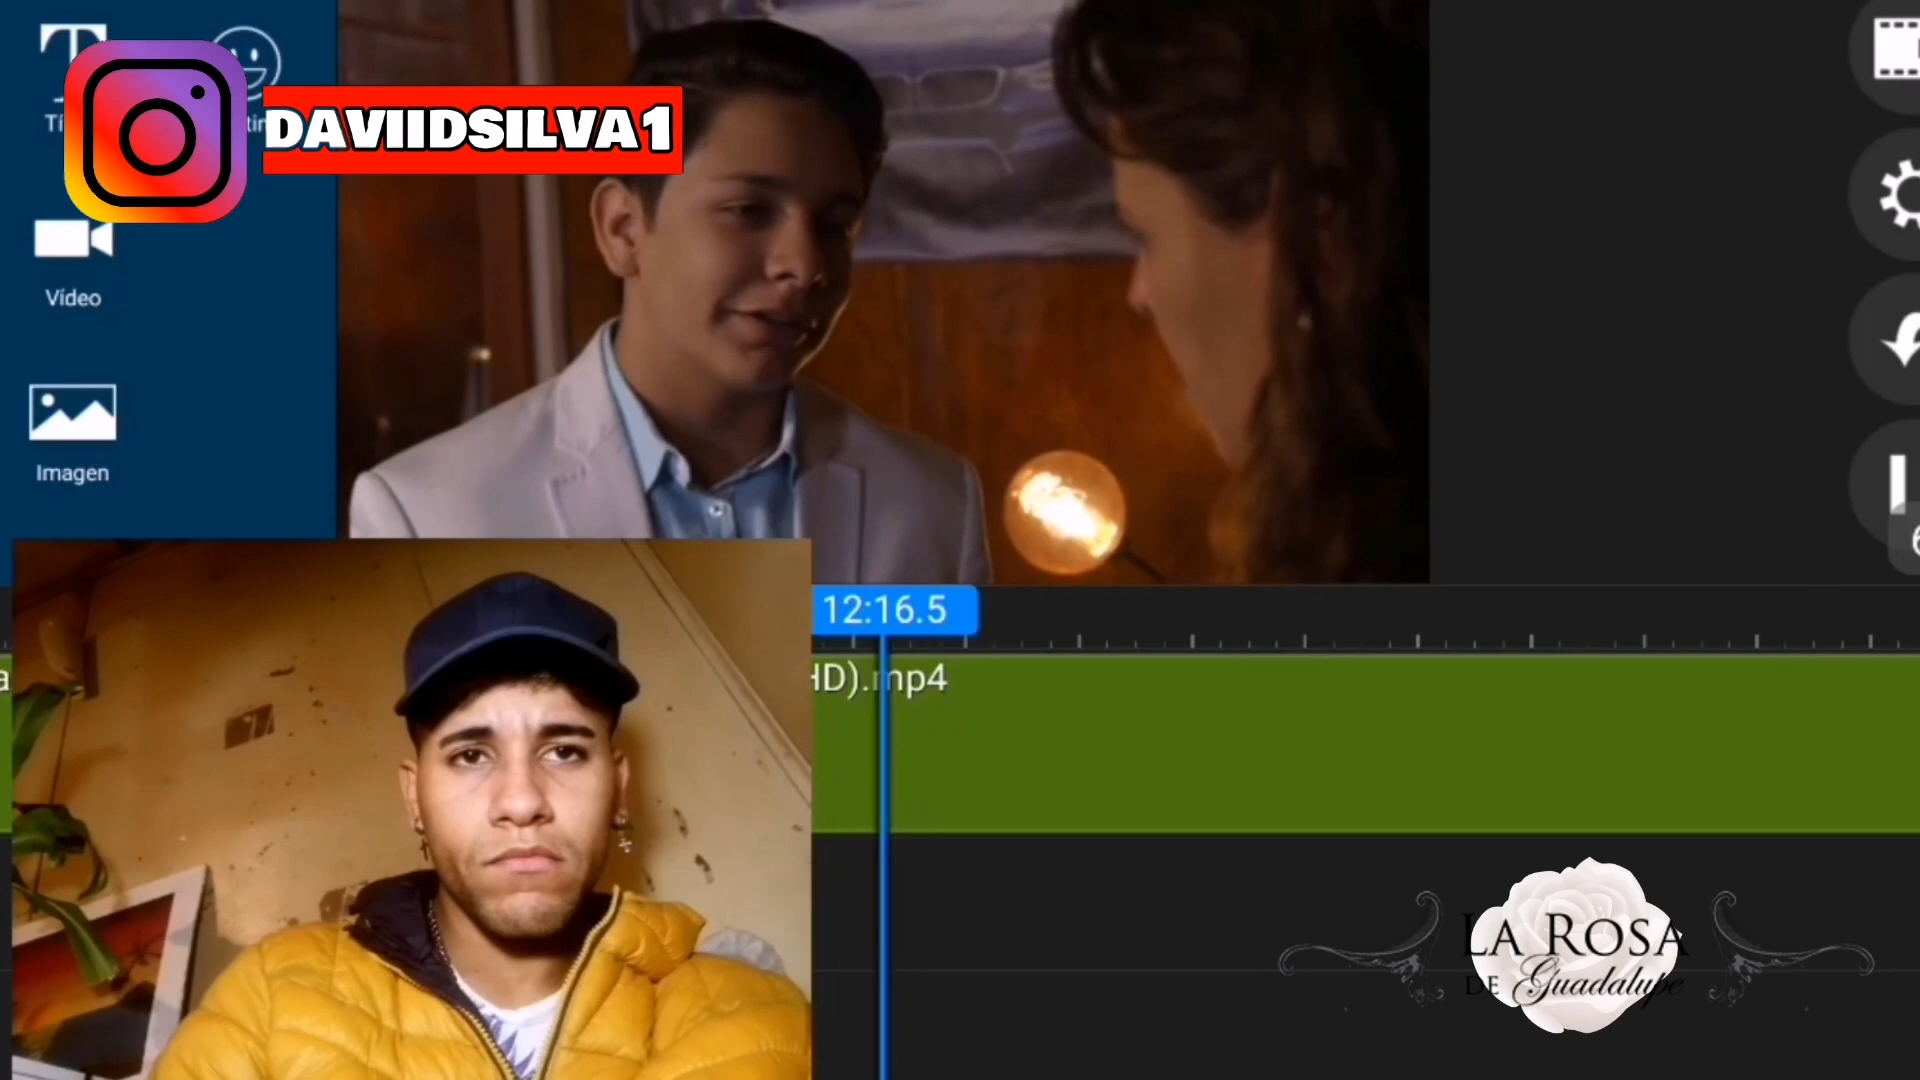 DAVIIDSILVA1
Vídeo
Imagen
12:16.5
HD).mp4
LA ROSA
DE Guadalupe